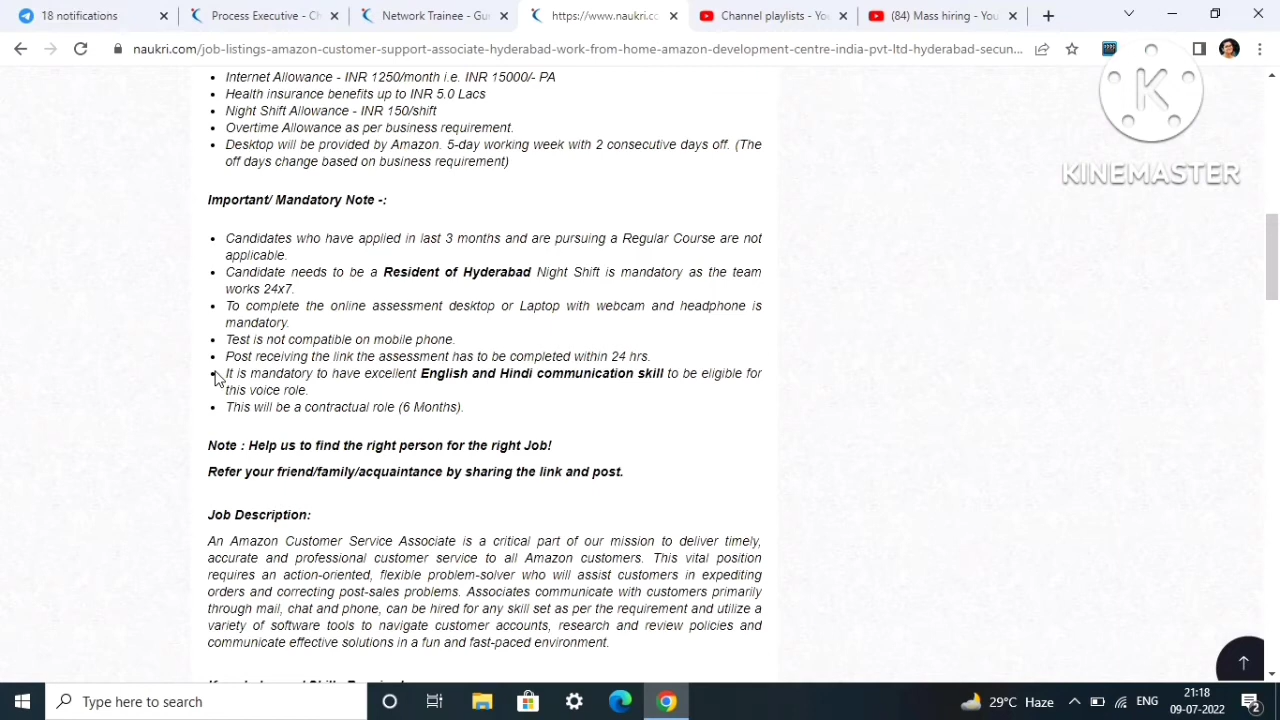 18 notifications
Process Executive - Ch
Network Trainee - Gur
https://www.naukri.co
Channel playlists - Yo
(84) Mass hiring - You
naukri.com/job-listings-amazon-customer-support-associate-hyderabad-work-from-home-amazon-development-centre-india-pvt-ltd-hyderabad-secun...
K
KINEMASTER
Internet Allowance - INR 1250/month i.e. INR 15000/- PA
Health insurance benefits up to INR 5.0 Lacs
Night Shift Allowance - INR 150/shift
Overtime Allowance as per business requirement.
Desktop will be provided by Amazon. 5-day working week with 2 consecutive days off. (The
off days change based on business requirement)
Important/ Mandatory Note -:
Candidates who have applied in last 3 months and are pursuing a Regular Course are not
applicable.
Candidate needs to be a Resident of Hyderabad Night Shift is mandatory as the team
works 24x7.
To complete the online assessment desktop or Laptop with webcam and headphone is
mandatory.
Test is not compatible on mobile phone.
Post receiving the link the assessment has to be completed within 24 hrs.
It is mandatory to have excellent English and Hindi communication skill to be eligible for
this voice role.
This will be a contractual role (6 Months).
Note : Help us to find the right person for the right Job!
Refer your friend/family/acquaintance by sharing the link and post.
Job Description:
An Amazon Customer Service Associate is a critical part of our mission to deliver timely,
accurate and professional customer service to all Amazon customers. This vital position
requires an action-oriented, flexible problem-solver who will assist customers in expediting
orders and correcting post-sales problems. Associates communicate with customers primarily
through mail, chat and phone, can be hired for any skill set as per the requirement and utilize a
variety of software tools to navigate customer accounts, research and review policies and
communicate effective solutions in a fun and fast-paced environment.
Type here to search
29°C Haze
ENG
21:18
09-07-2022
2